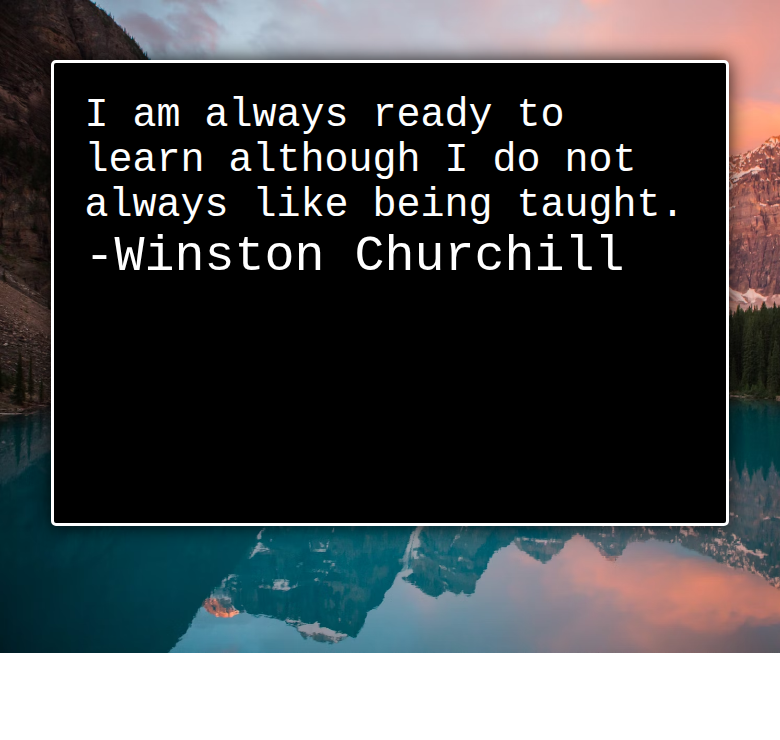 I am always ready to
learn although I do not
always like being taught.
-Winston Churchill